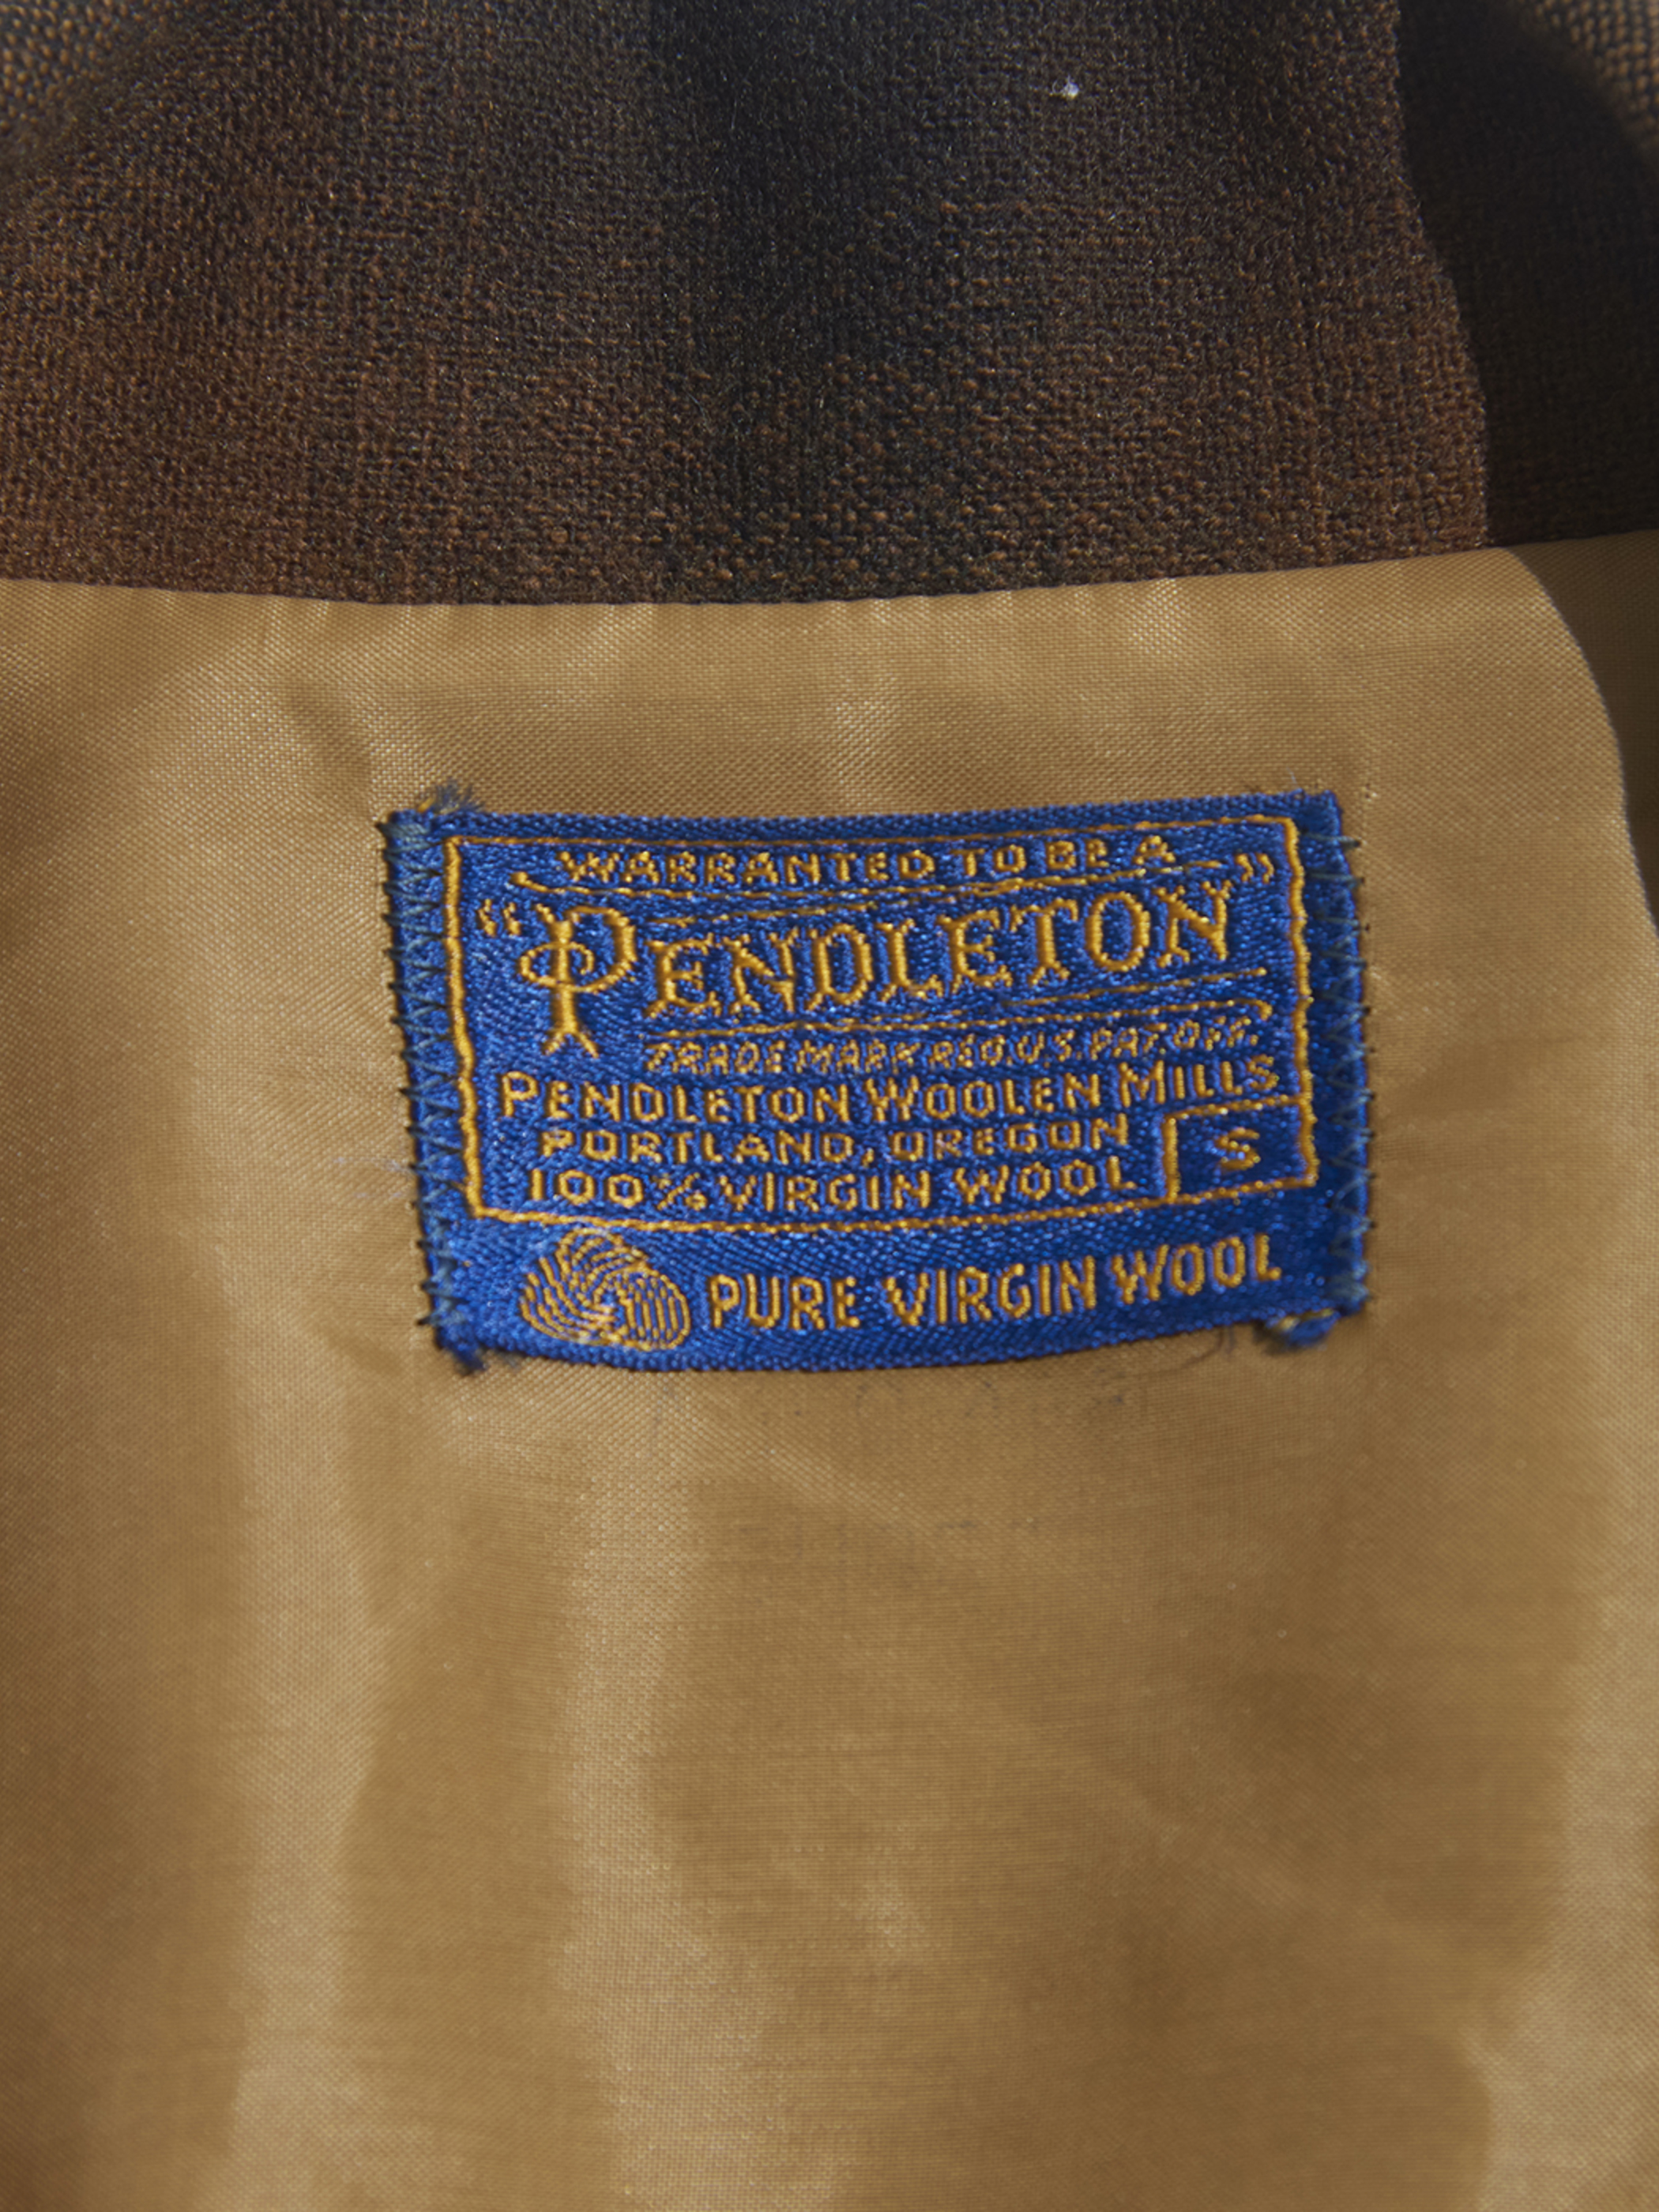 WARRANTED TO BE A
"PENDLETON"
TRADE MARK REG. U.S. PAT. OFF.
PENDLETON WOOLEN MILLS
PORTLAND, OREGON
100% VIRGIN WOOL
S
PURE VIRGIN WOOL